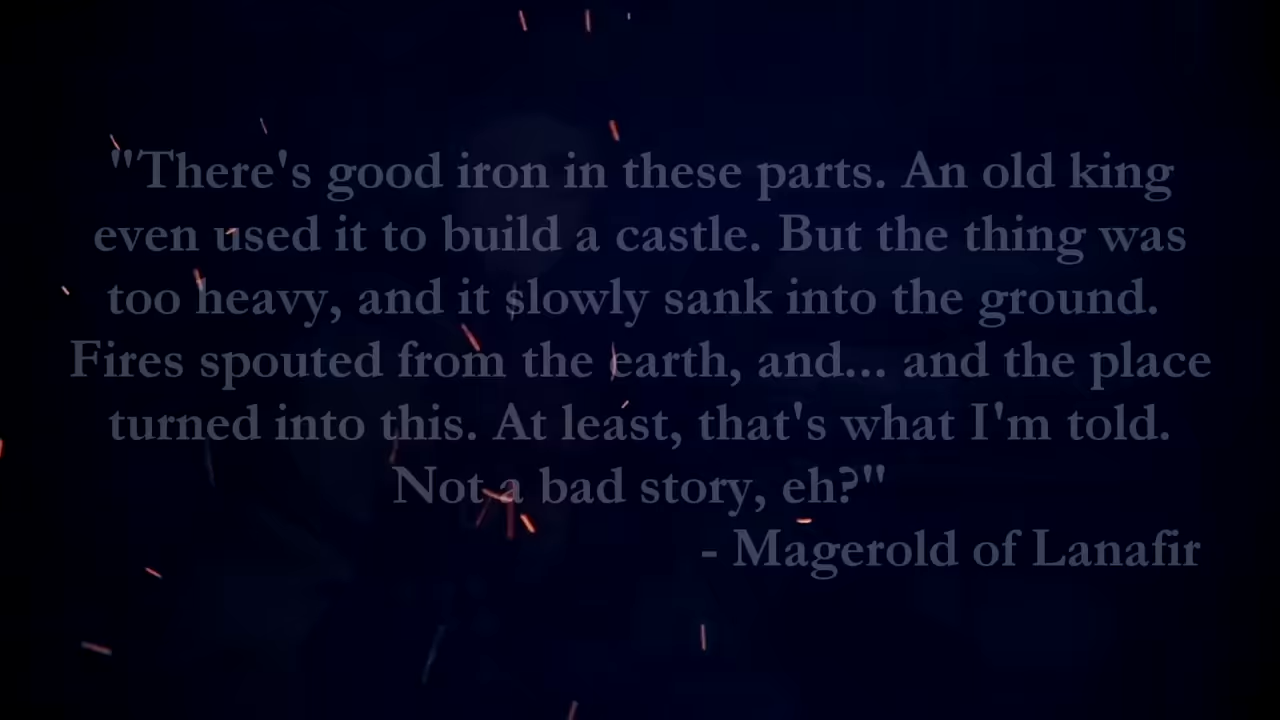 "There's good iron in these parts. An old king
even used it to build a castle. But the thing was
too heavy, and it slowly sank into the ground.
Fires spouted from the earth, and... and the place
turned into this. At least, that's what I'm told.
Not a bad story, eh?"
- Magerold of Lanafir